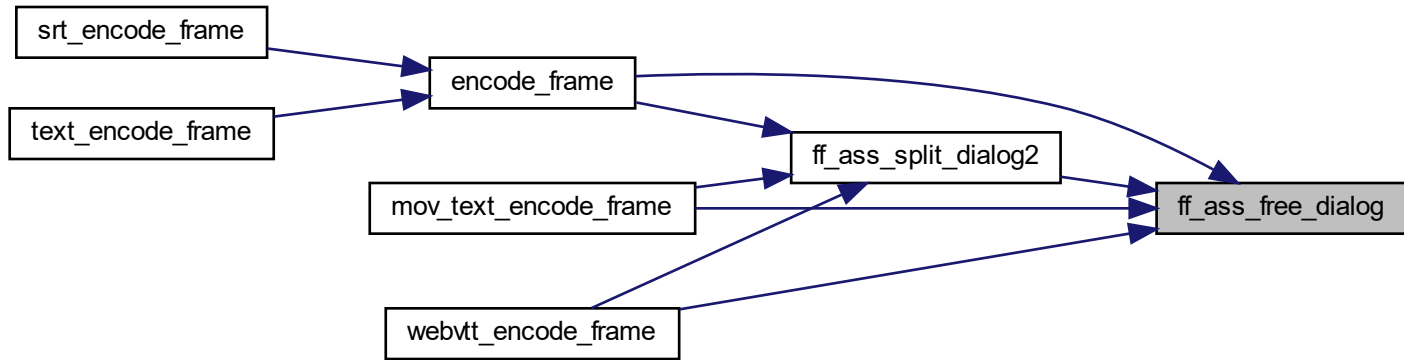 srt_encode_frame
encode_frame
text_encode_frame
ff_ass_split_dialog2
mov_text_encode_frame
ff_ass_free_dialog
webvtt_encode_frame